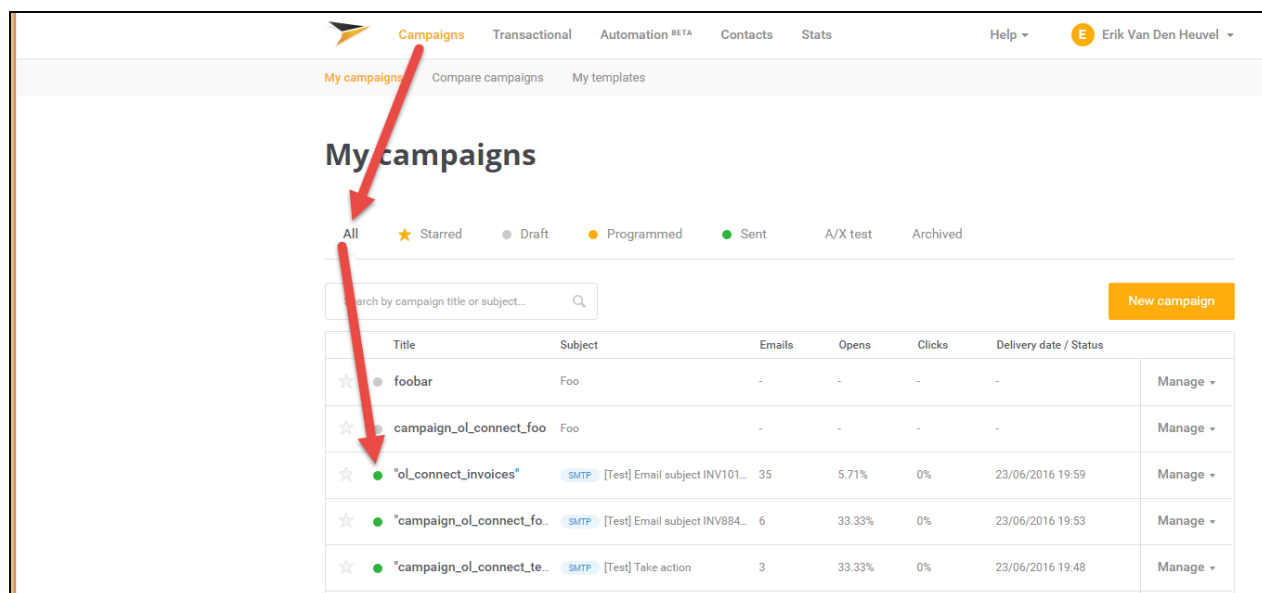 Campaigns Transactional Automation BETA Contacts Stats Help E Erik Van Den Heuvel
My campaigns Compare campaigns My templates
My campaigns
All Starred Draft Programmed Sent A/X test Archived
Search by campaign title or subject... New campaign
Title Subject Emails Opens Clicks Delivery date / Status
foobar Foo - - - - Manage
campaign_ol_connect_foo Foo - - - - Manage
"ol_connect_invoices" SMTP [Test] Email subject INV101... 35 5.71% 0% 23/06/2016 19:59 Manage
"campaign_ol_connect_fo... SMTP [Test] Email subject INV884... 6 33.33% 0% 23/06/2016 19:53 Manage
"campaign_ol_connect_te... SMTP [Test] Take action 3 33.33% 0% 23/06/2016 19:48 Manage